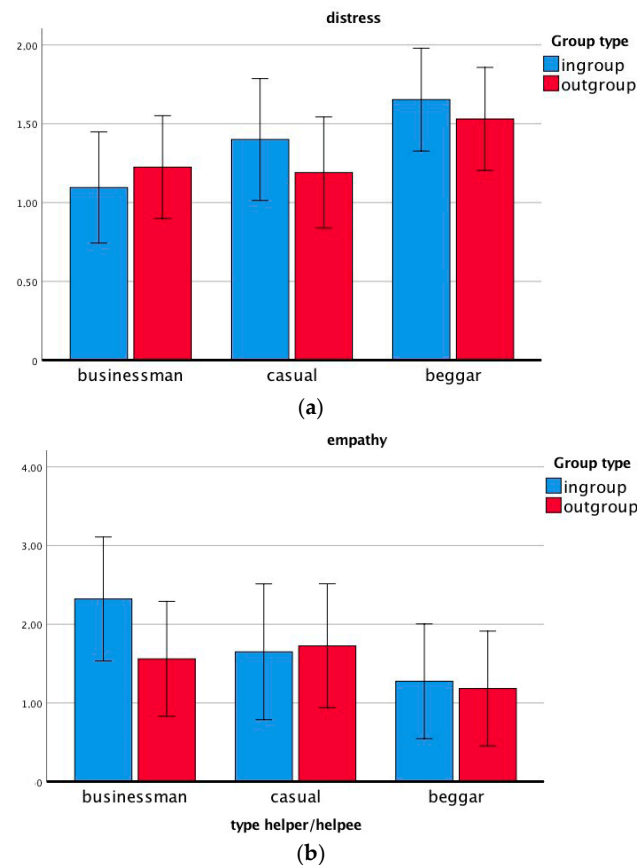 distress
Group type
ingroup
outgroup
2.00
1.50
1.00
0.50
0
businessman casual beggar
(a)
empathy
Group type
ingroup
outgroup
4.00
3.00
2.00
1.00
0
businessman casual beggar
type helper/helpee
(b)